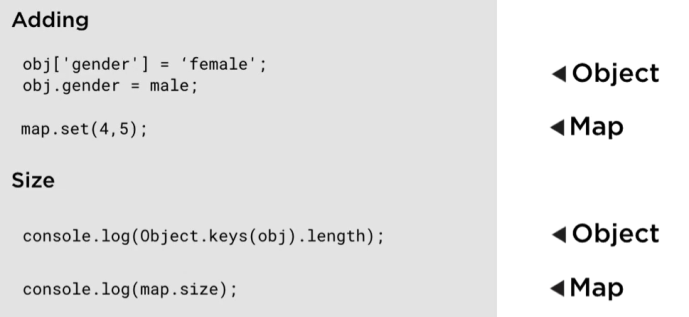 Adding
obj['gender'] = ‘female’;
obj.gender = male;
◄ Object
map.set(4,5);
◄ Map
Size
console.log(Object.keys(obj).length);
◄ Object
console.log(map.size);
◄ Map